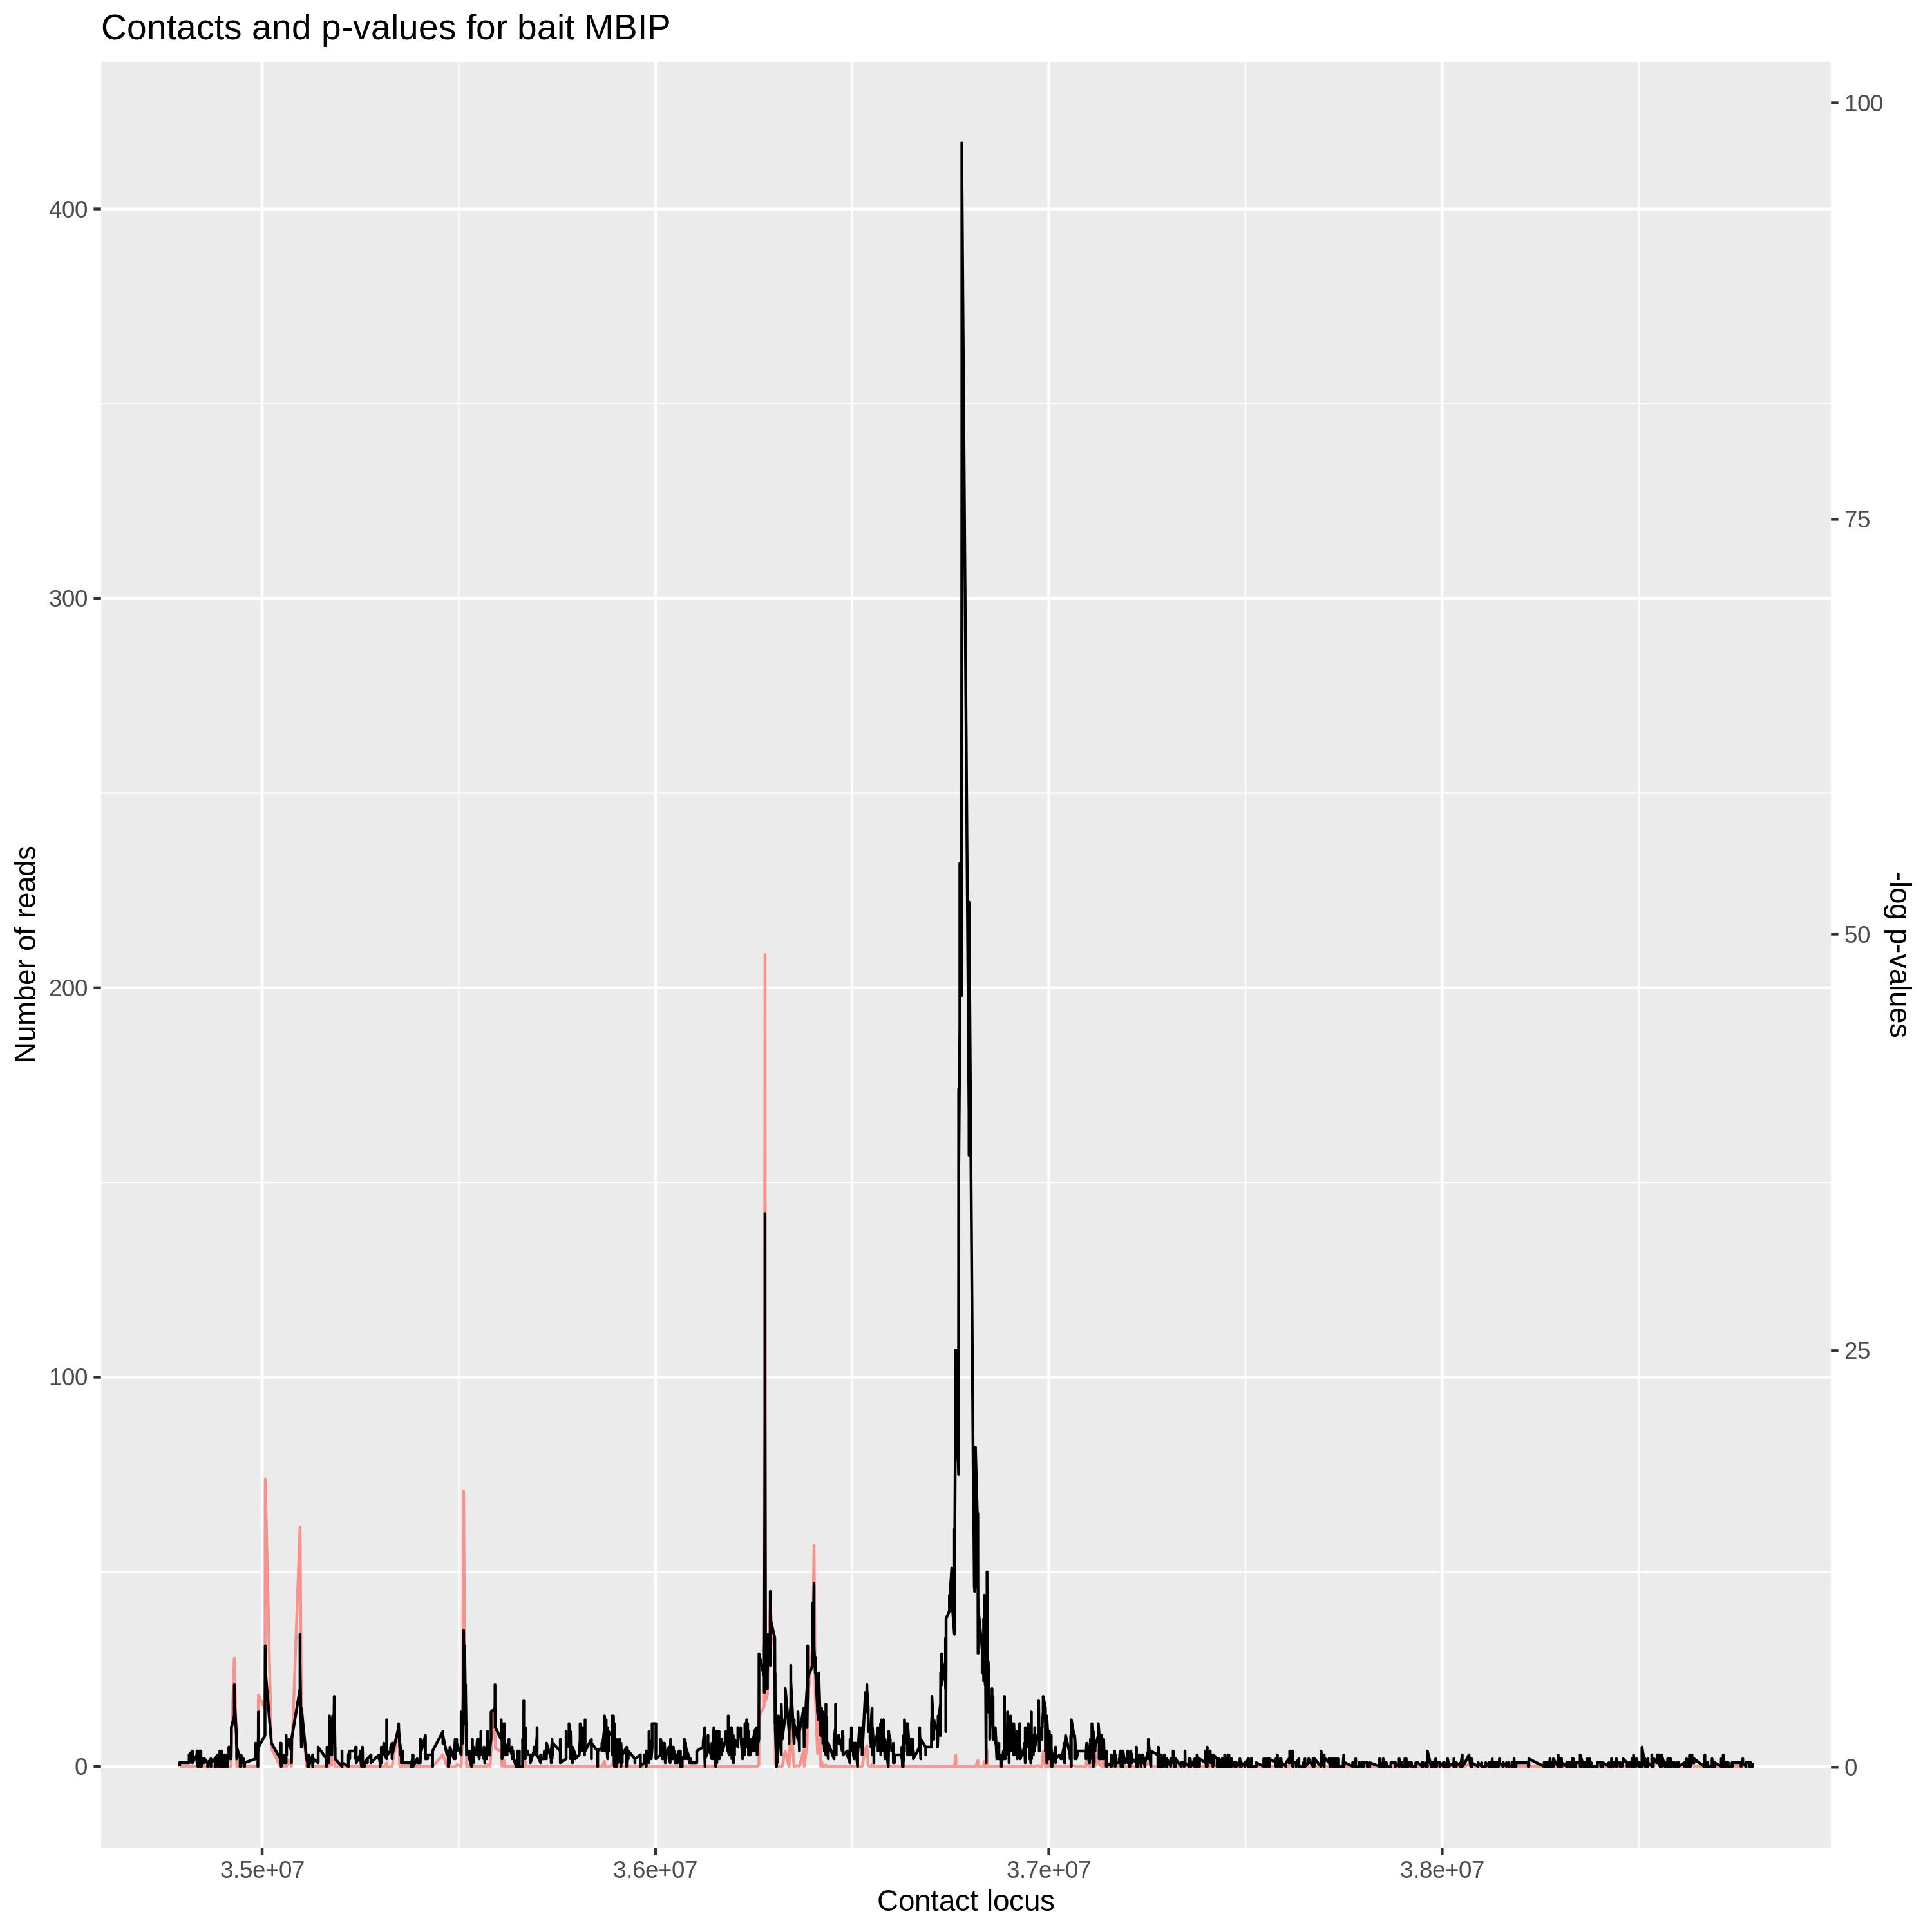 Contacts and p-values for bait MBIP
400
300
200
100
0
Number of reads
100
75
50
25
0
-log p-values
3.5e+07
3.6e+07
3.7e+07
3.8e+07
Contact locus